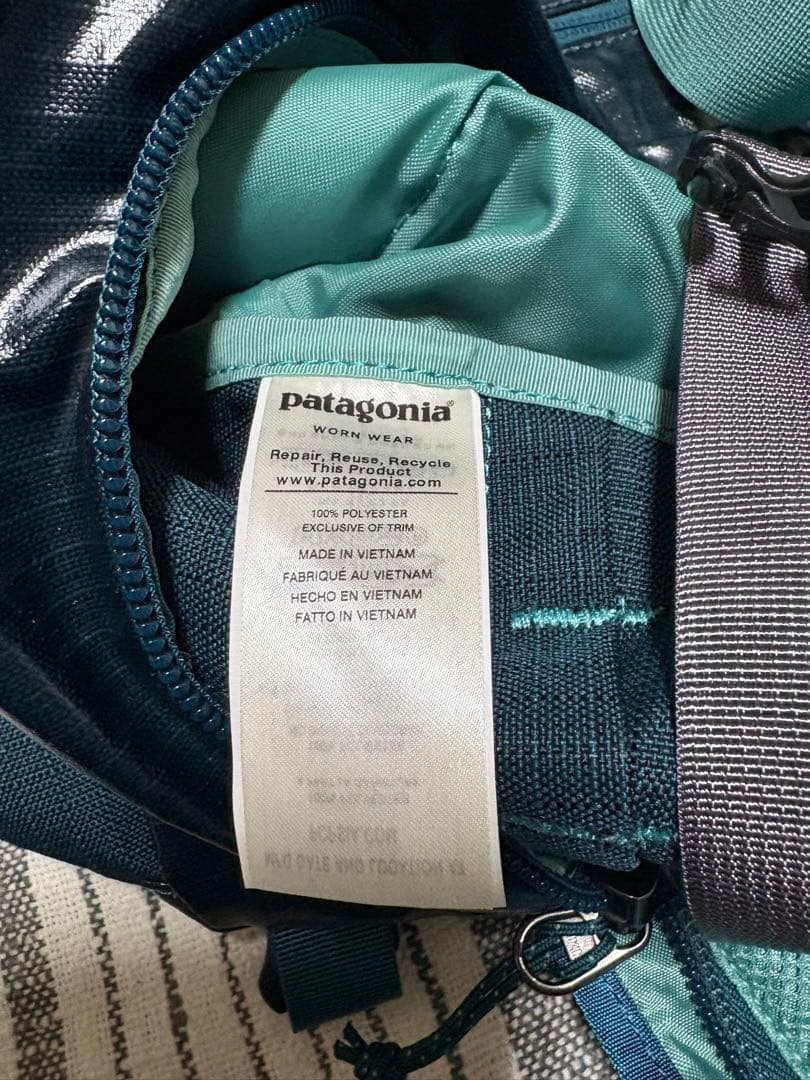 patagonia®
WORN WEAR
Repair, Reuse, Recycle
This Product
www.patagonia.com
100% POLYESTER
EXCLUSIVE OF TRIM
MADE IN VIETNAM
FABRIQUÉ AU VIETNAM
HECHO EN VIETNAM
FATTO IN VIETNAM